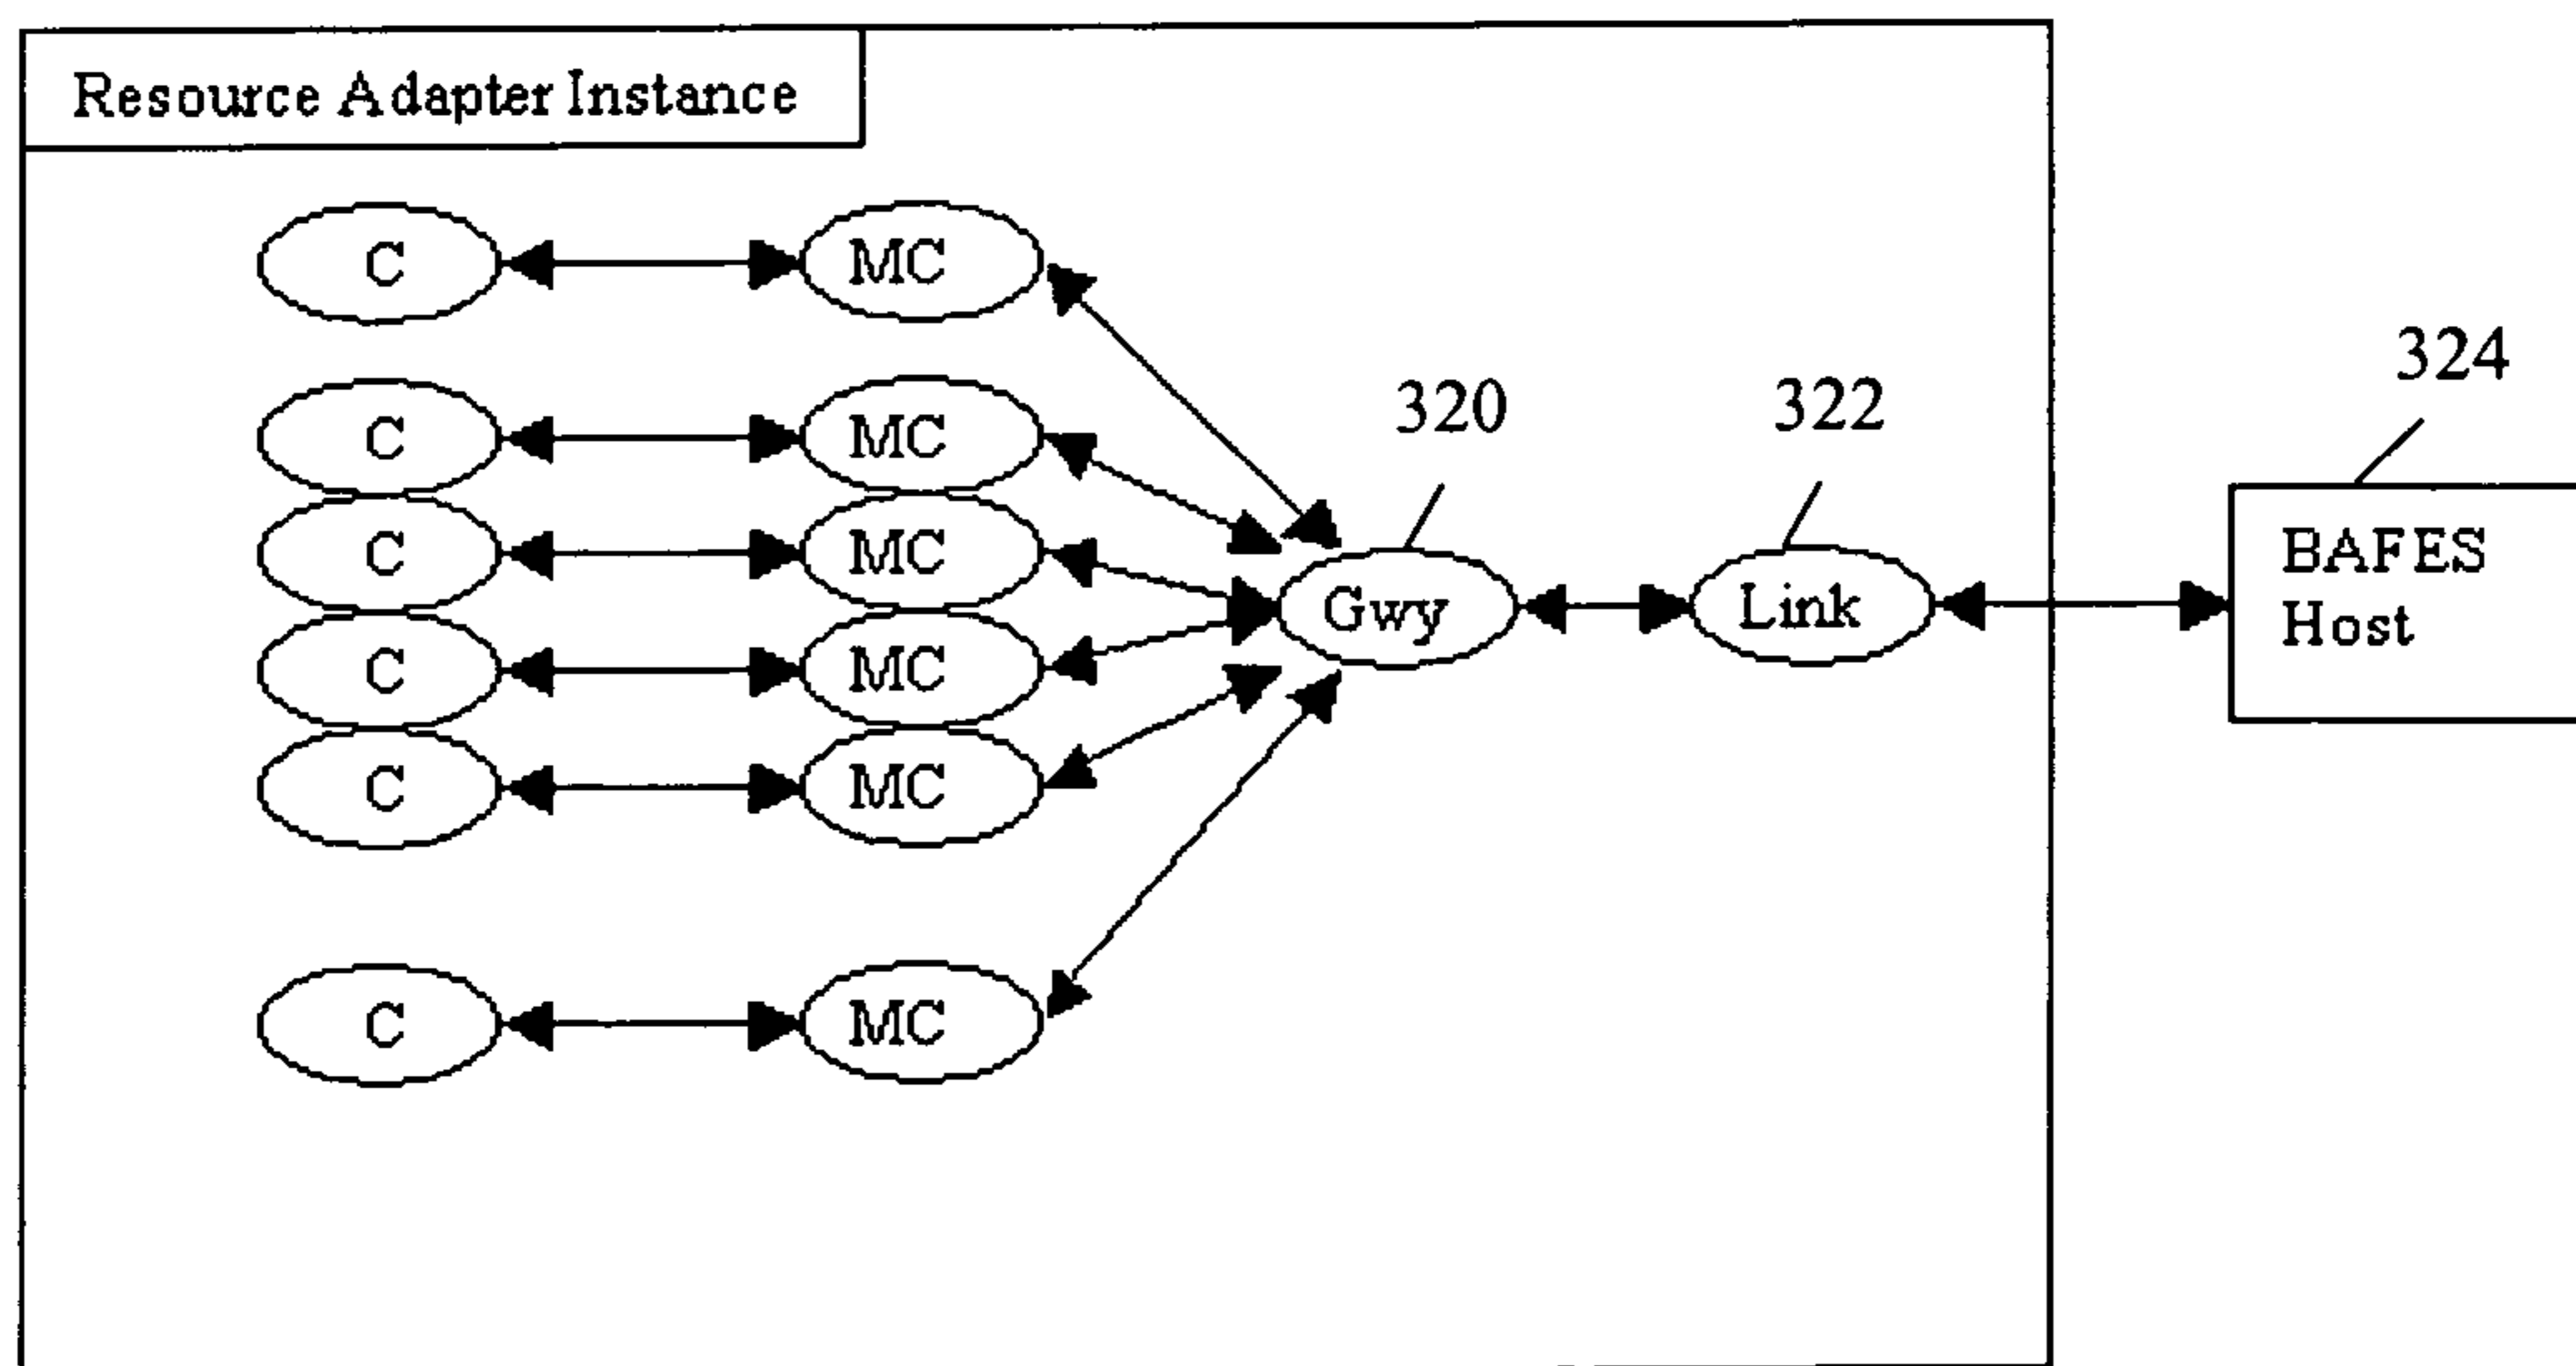 Resource Adapter Instance
C MC
324
320 322
C MC
C MC
BAFES
Host
Gwy Link
C MC
C MC
C MC